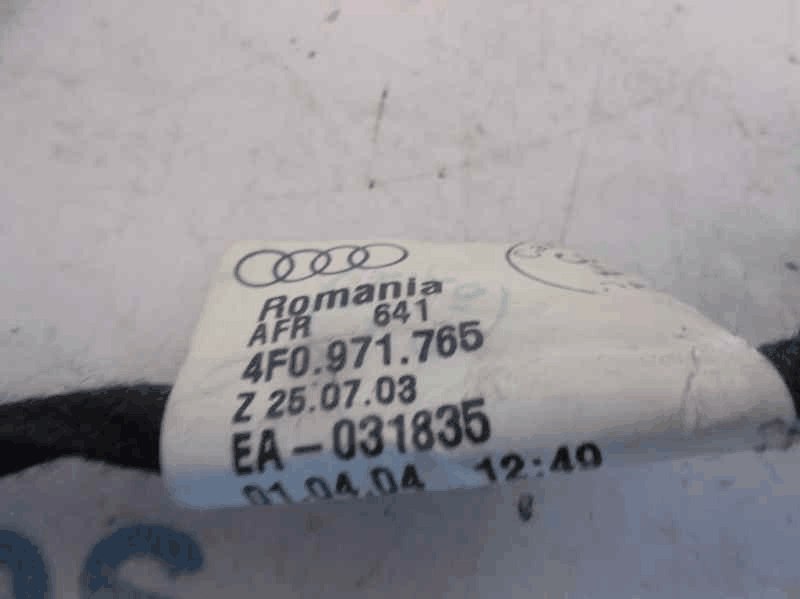 Romania
AFR 641
4F0.971.765
Z 25.07.03
EA-031835
01.04.04 12:49